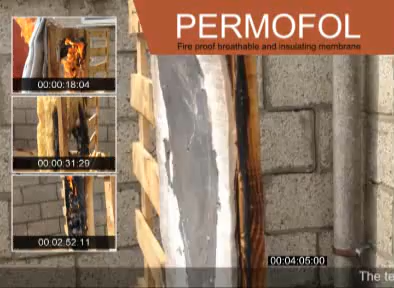 PERMOFOL
Fire proof breathable and insulating membrane
00:00:18:04
00:00:31:29
00:02:52:11
00:04:05:00
The te